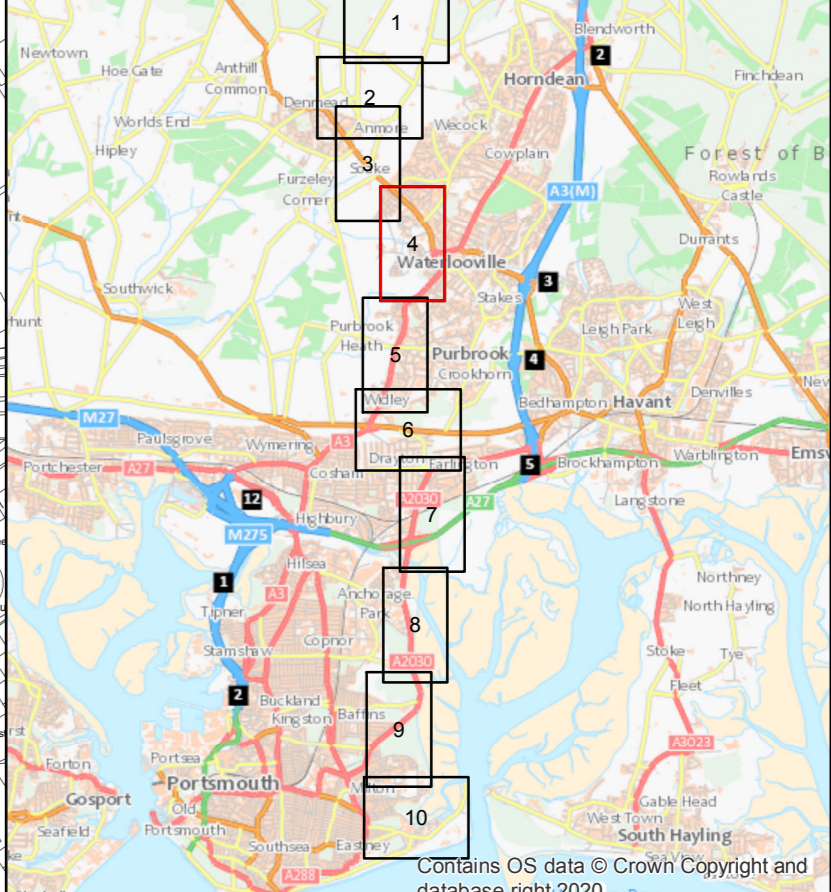 1
Blendworth
2
Newtown
Hoe Gate
Anthill
Common
Horndean
Finchdean
2
Denmead
Worlds End
Anmore
Wecock
Hipley
Cowplain
Forest of B
3
Furzeley
Corner
A3(M)
Rowlands
Castle
4
Durrants
Waterlooville
Southwick
3
Stakes
West
Leigh
hunt
Purbrook
Heath
Leigh Park
5
Purbrook
4
Crookhorn
Denvilles
Widley
Bedhampton
Havant
M27
Paulsgrove
6
A3
Wymering
Drayton
Farlington
5
Brockhampton
Warblington
Emsw
Portchester
A27
Cosham
12
A2030
A27
Langstone
7
Highbury
M275
Hilsea
1
A3
Anchorage
Park
Northney
North Hayling
Tipner
8
Copnor
Stamshaw
Stoke
Tye
A2030
2
Buckland
Kingston
Baffins
Fleet
9
A3023
Portsea
Forton
Portsmouth
Milton
Gosport
Old
Portsmouth
10
Gable Head
West Town
Seafield
Southsea
Eastney
South Hayling
A288
Contains OS data © Crown Copyright and
database right 2020